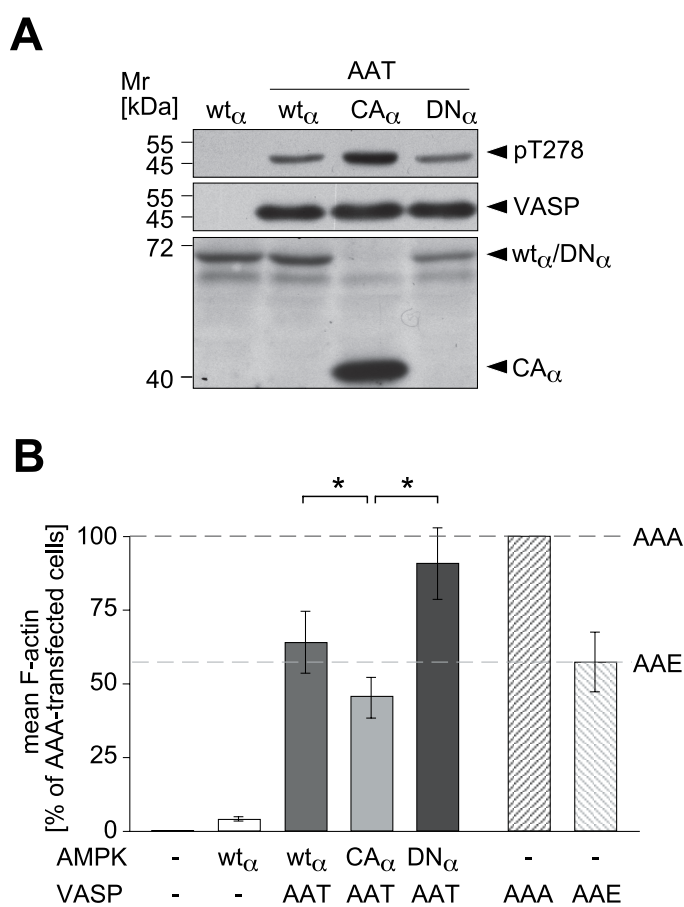 A
AAT
Mr
[kDa]
wtα wtα CAα DNα
55
45
pT278
55
45
VASP
72
wtα/DNα
40
CAα
B
* *
mean F-actin
[% of AAA-transfected cells]
100
AAA
75
AAE
50
25
0
AMPK - wtα wtα CAα DNα - -
VASP - - AAT AAT AAT AAA AAE